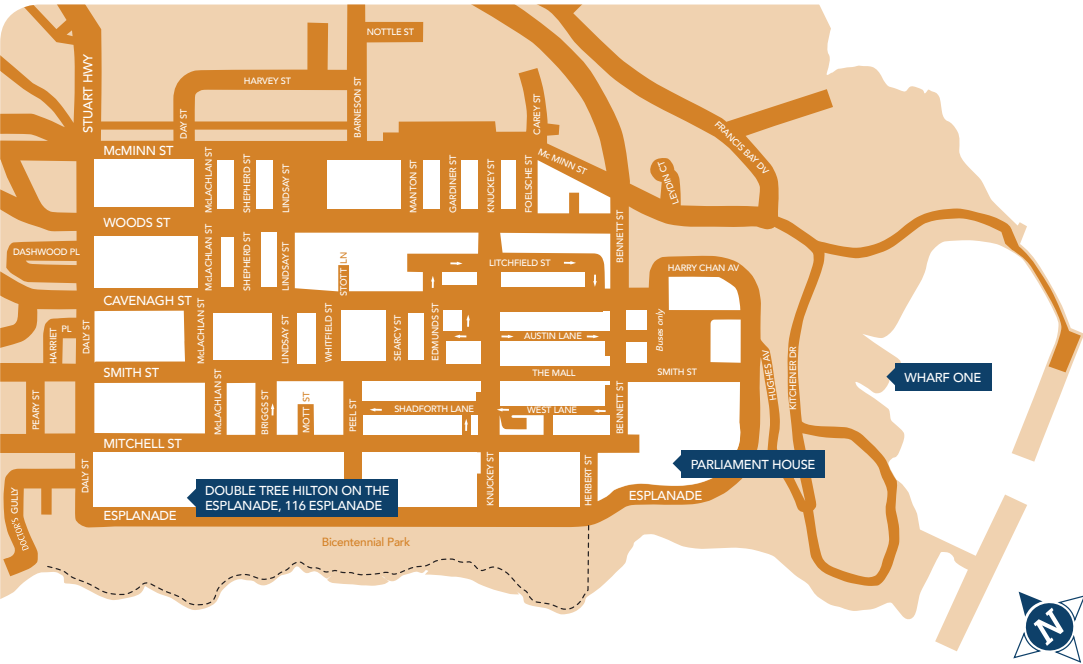 NOTTLE ST
STUART HWY
HARVEY ST
DAY ST
BARNESON ST
CAREY ST
FRANCIS BAY DV
McMINN ST
Mc MINN ST
LEYDIN CT
McLACHLAN ST
SHEPHERD ST
LINDSAY ST
MANTON ST
GARDINER ST
KNUCKEY ST
FOELSCHE ST
WOODS ST
BENNETT ST
DASHWOOD PL
McLACHLAN ST
SHEPHERD ST
LINDSAY ST
STOTT LN
LITCHFIELD ST
HARRY CHAN AV
CAVENAGH ST
HARRIET
PL
DALY ST
McLACHLAN ST
LINDSAY ST
WHITFIELD ST
SEARCY ST
EDMUNDS ST
AUSTIN LANE
Buses only
HUGHES AV
KITCHENER DR
SMITH ST
THE MALL
SMITH ST
WHARF ONE
PEARY ST
McLACHLAN ST
BRIGGS ST
MOTT ST
PEEL ST
SHADFORTH LANE
WEST LANE
BENNETT ST
MITCHELL ST
PARLIAMENT HOUSE
DALY ST
DOUBLE TREE HILTON ON THE
ESPLANADE, 116 ESPLANADE
KNUCKEY ST
HERBERT ST
ESPLANADE
DOCTOR'S GULLY
ESPLANADE
Bicentennial Park
N